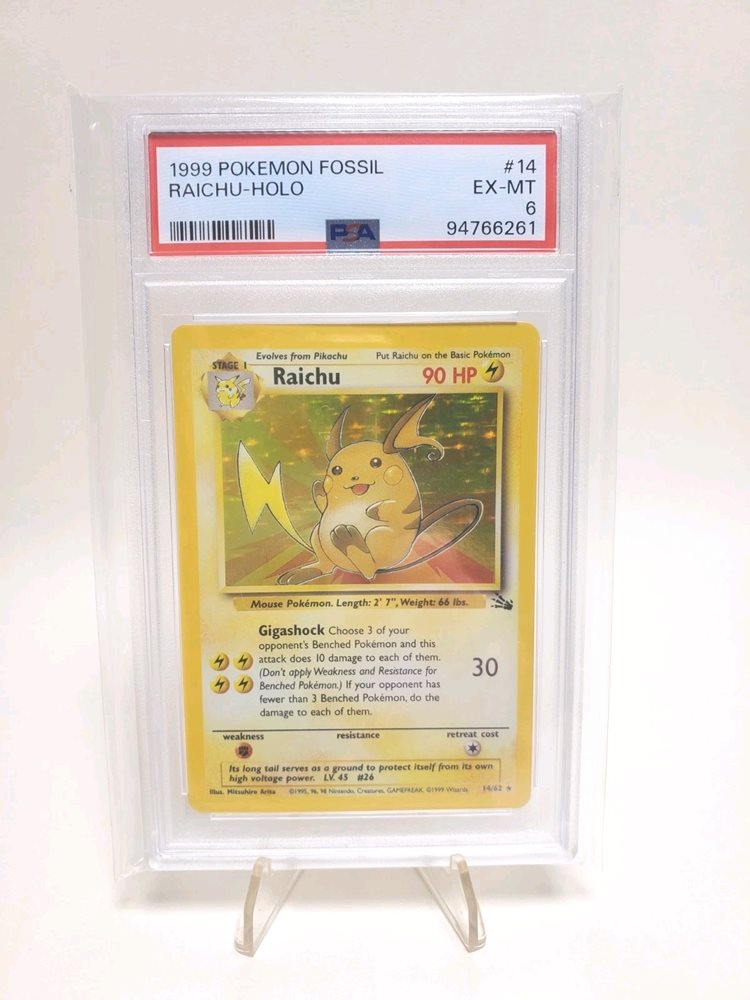 1999 POKEMON FOSSIL #14
RAICHU-HOLO EX-MT
6
PSA 94766261
Evolves from Pikachu Put Raichu on the Basic Pokémon
STAGE 1
Raichu 90 HP
Mouse Pokémon. Length: 2' 7", Weight: 66 lbs.
Gigashock Choose 3 of your
opponent's Benched Pokémon and this
attack does 10 damage to each of them.
(Don't apply Weakness and Resistance for
Benched Pokémon.) If your opponent has
fewer than 3 Benched Pokémon, do the
damage to each of them.
30
weakness resistance retreat cost
Its long tail serves as a ground to protect itself from its own
high voltage power. LV. 45 #26
Illus. Mitsuhiro Arita ©1995, 96, 98 Nintendo, Creatures, GAMEFREAK. ©1999 Wizards. 14/62 ★